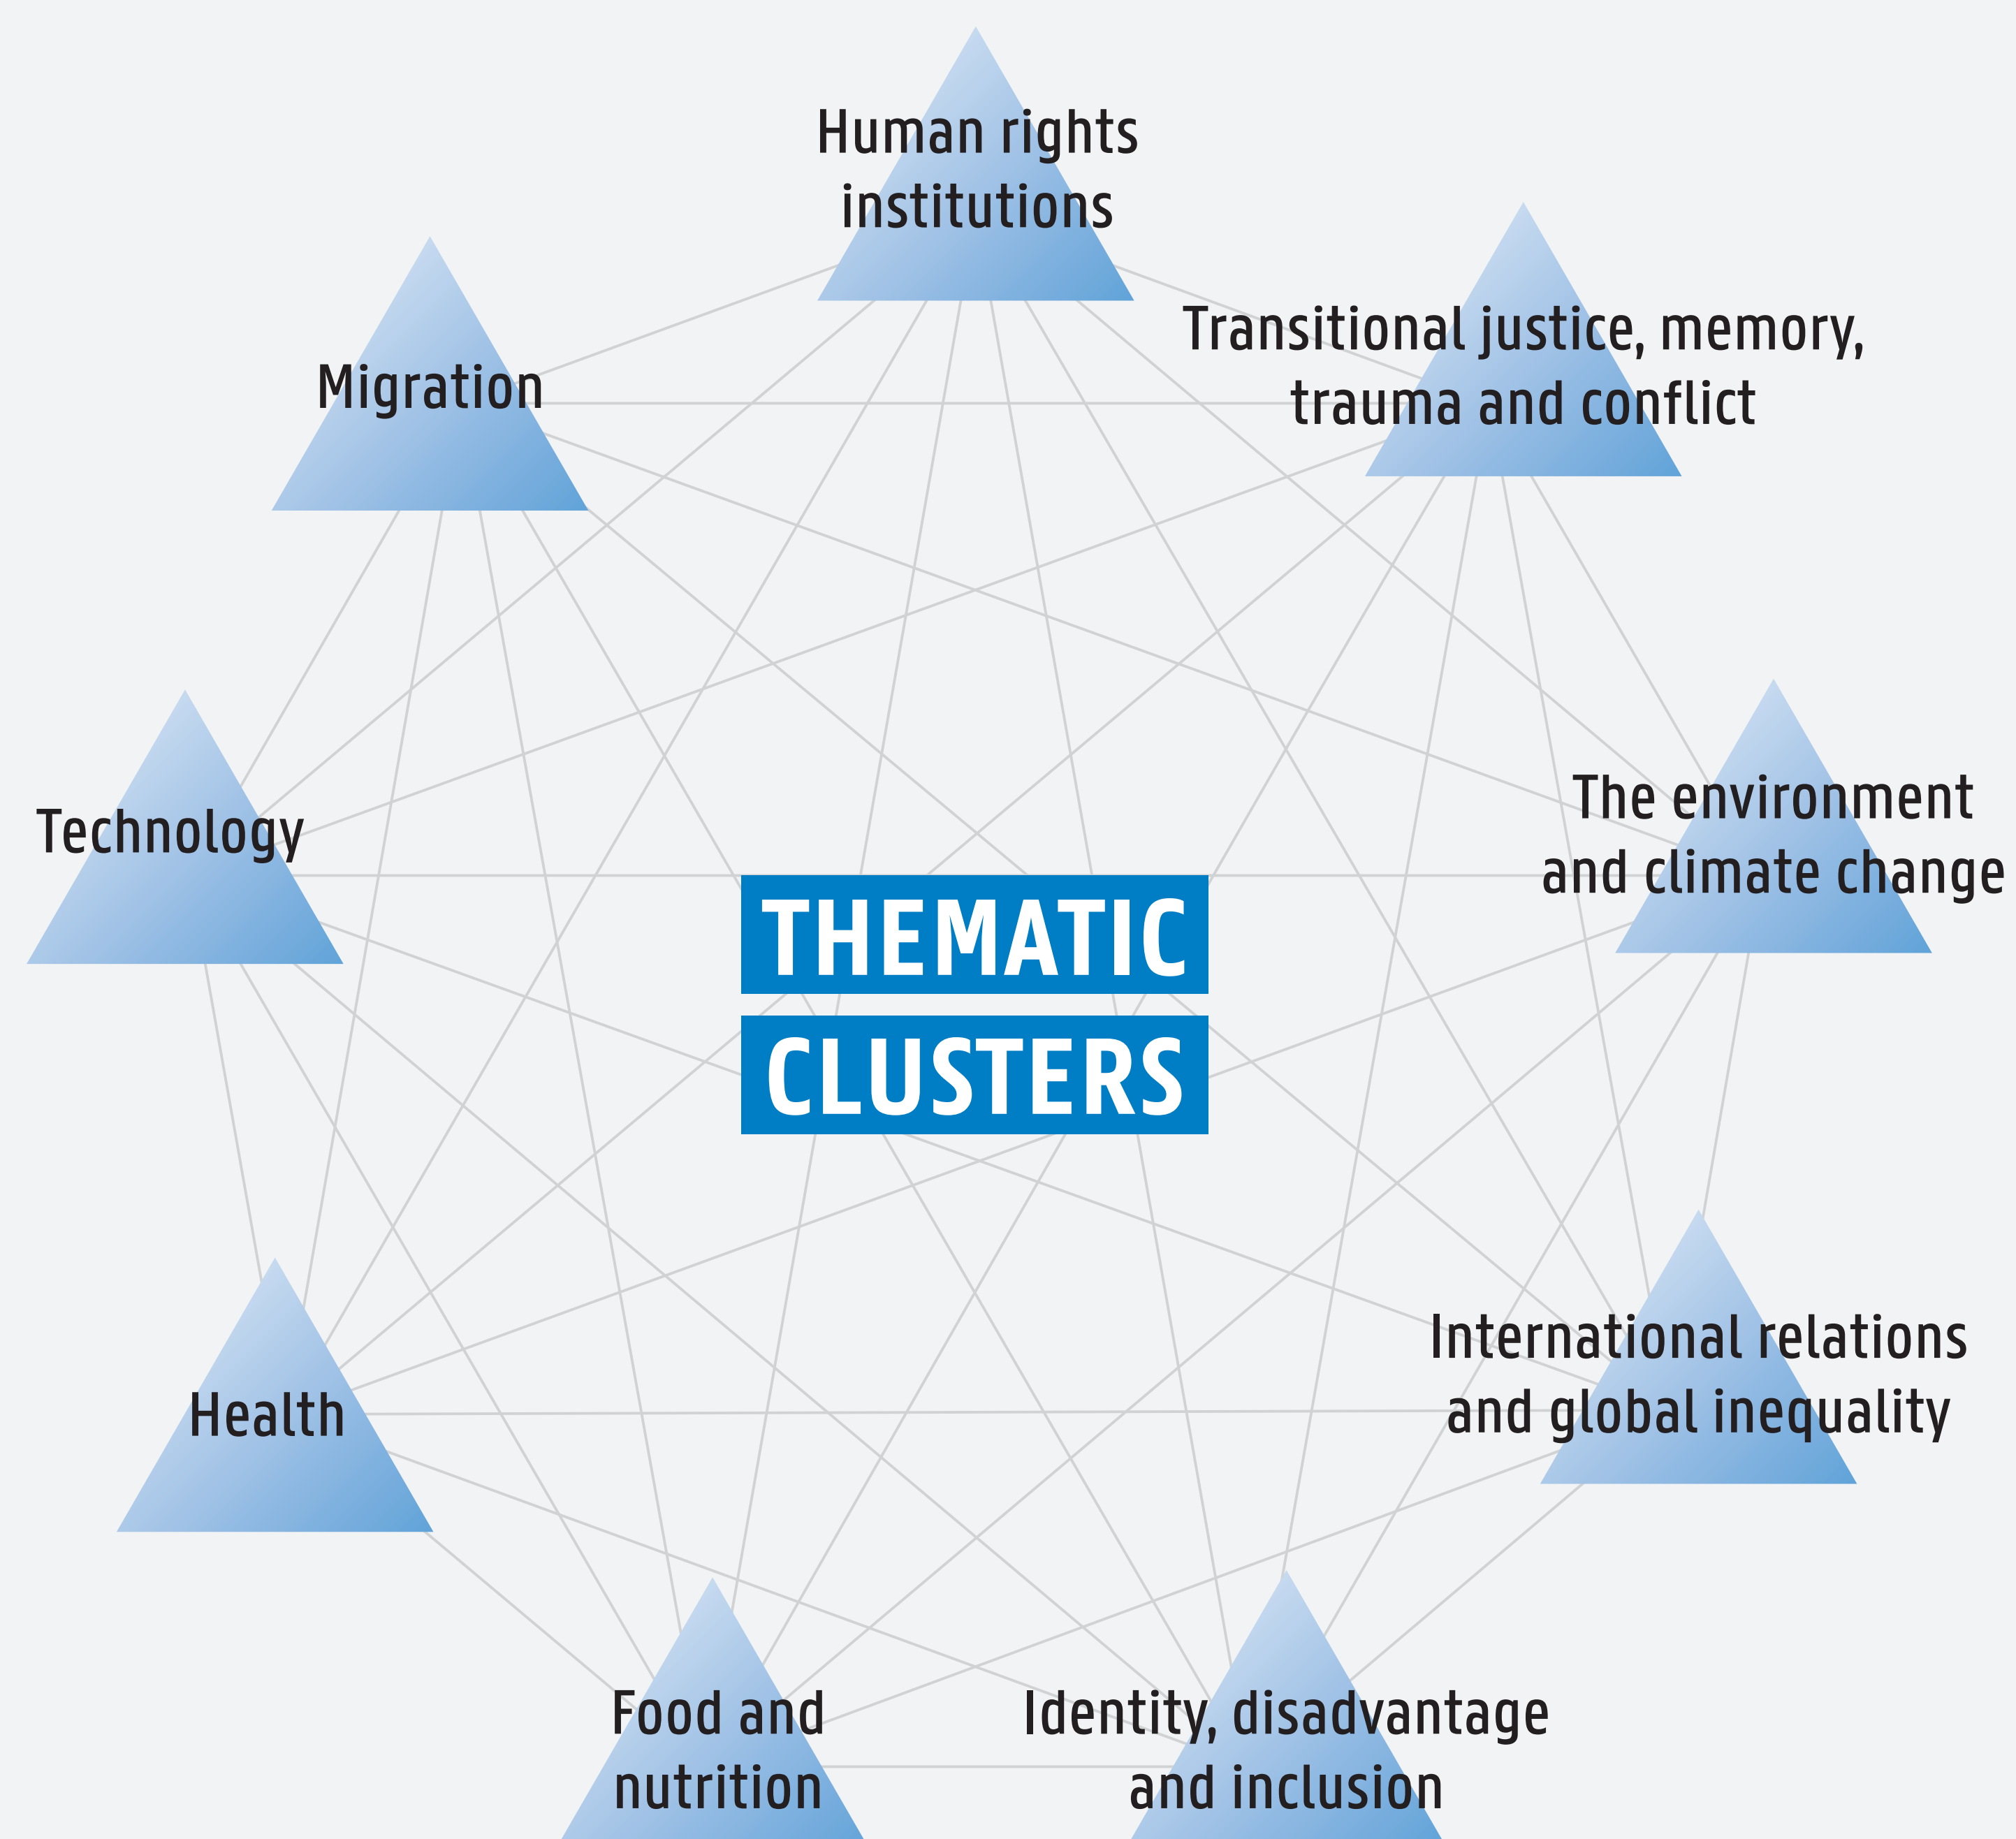 Human rights
institutions
Transitional justice, memory,
trauma and conflict
Migration
The environment
and climate change
Technology
THEMATIC
CLUSTERS
International relations
and global inequality
Health
Food and
nutrition
Identity, disadvantage
and inclusion